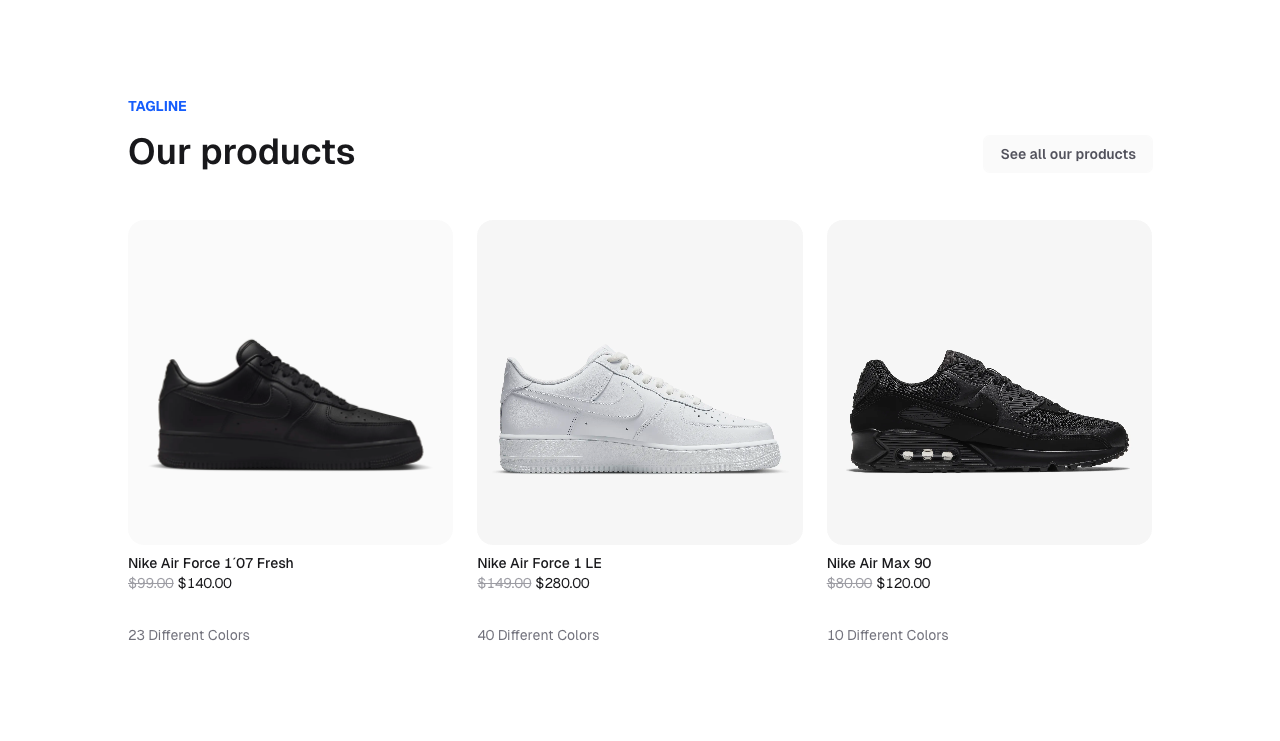 TAGLINE
Our products
See all our products
Nike Air Force 1´07 Fresh
$99.00 $140.00
23 Different Colors
Nike Air Force 1 LE
$149.00 $280.00
40 Different Colors
Nike Air Max 90
$80.00 $120.00
10 Different Colors